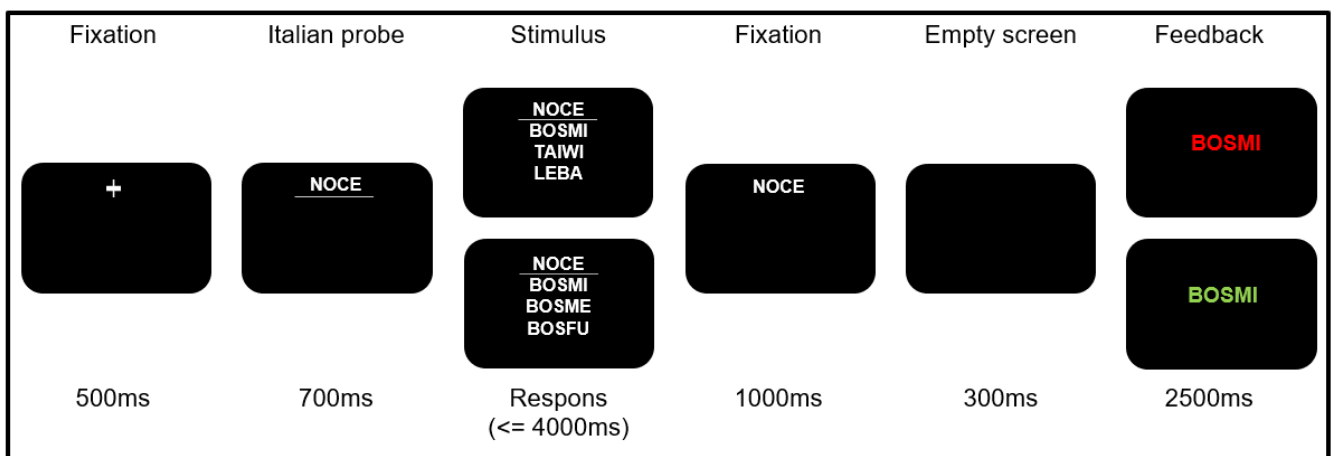 Fixation
Italian probe
Stimulus
Fixation
Empty screen
Feedback
NOCE
NOCE
BOSMI
TAIWI
LEBA
NOCE
BOSMI
BOSME
BOSFU
NOCE
BOSMI
BOSMI
500ms
700ms
Respons
(<= 4000ms)
1000ms
300ms
2500ms